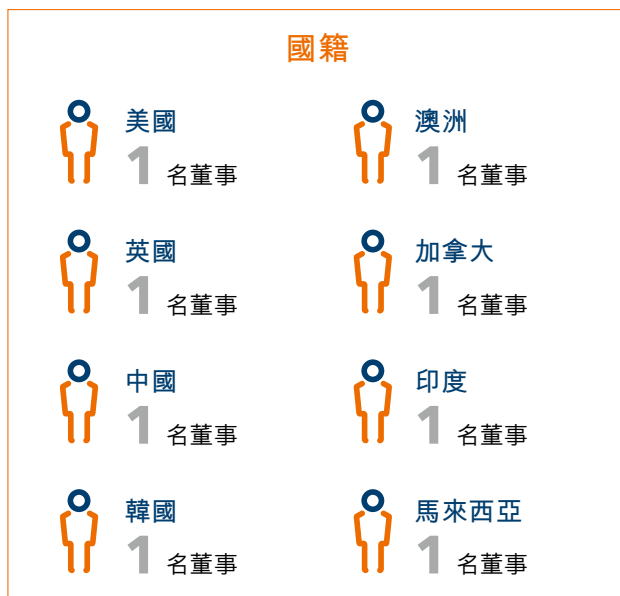 國籍
美國
1 名董事
澳洲
1 名董事
英國
1 名董事
加拿大
1 名董事
中國
1 名董事
印度
1 名董事
韓國
1 名董事
馬來西亞
1 名董事